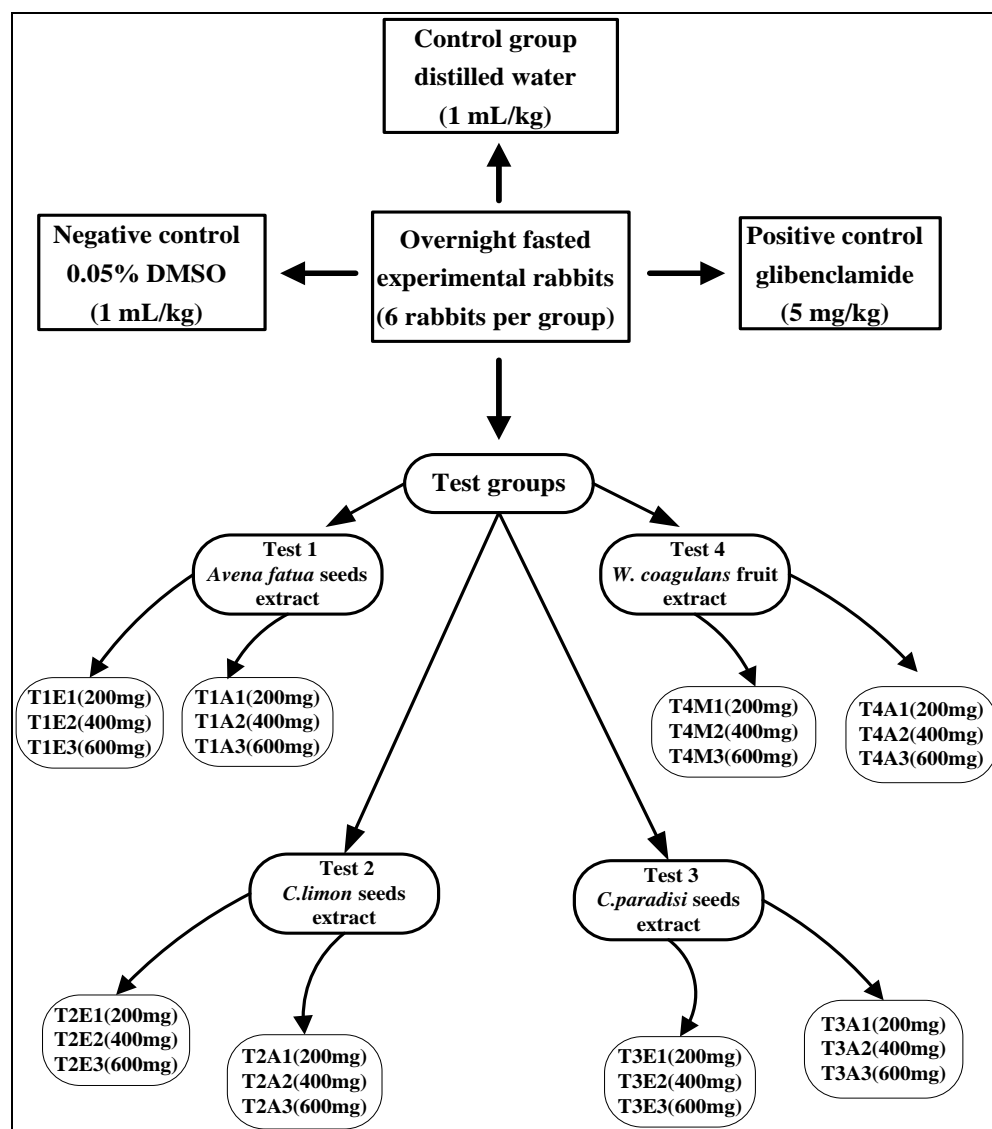 Control group
distilled water
(1 mL/kg)
Negative control
0.05% DMSO
(1 mL/kg)
Overnight fasted
experimental rabbits
(6 rabbits per group)
Positive control
glibenclamide
(5 mg/kg)
Test groups
Test 1
Avena fatua seeds
extract
Test 4
W. coagulans fruit
extract
T1E1(200mg)
T1E2(400mg)
T1E3(600mg)
T1A1(200mg)
T1A2(400mg)
T1A3(600mg)
T4M1(200mg)
T4M2(400mg)
T4M3(600mg)
T4A1(200mg)
T4A2(400mg)
T4A3(600mg)
Test 2
C.limon seeds
extract
Test 3
C.paradisi seeds
extract
T2E1(200mg)
T2E2(400mg)
T2E3(600mg)
T2A1(200mg)
T2A2(400mg)
T2A3(600mg)
T3E1(200mg)
T3E2(400mg)
T3E3(600mg)
T3A1(200mg)
T3A2(400mg)
T3A3(600mg)